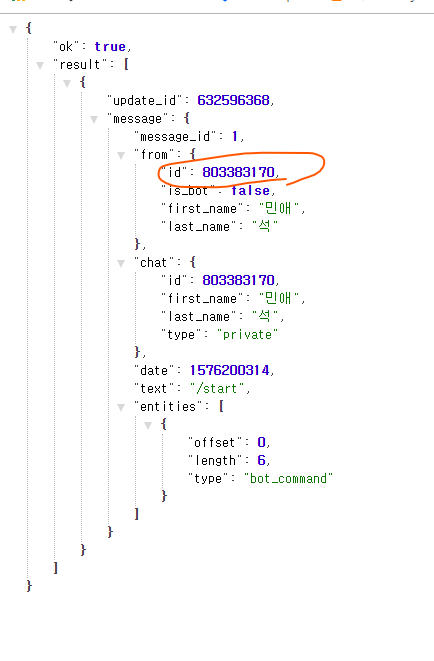 {
"ok": true,
"result": [
{
"update_id": 632596368,
"message": {
"message_id": 1,
"from": {
"id": 803383170,
"is_bot": false,
"first_name": "민애",
"last_name": "석"
},
"chat": {
"id": 803383170,
"first_name": "민애",
"last_name": "석",
"type": "private"
},
"date": 1576200314,
"text": "/start",
"entities": [
{
"offset": 0,
"length": 6,
"type": "bot_command"
}
]
}
}
]
}